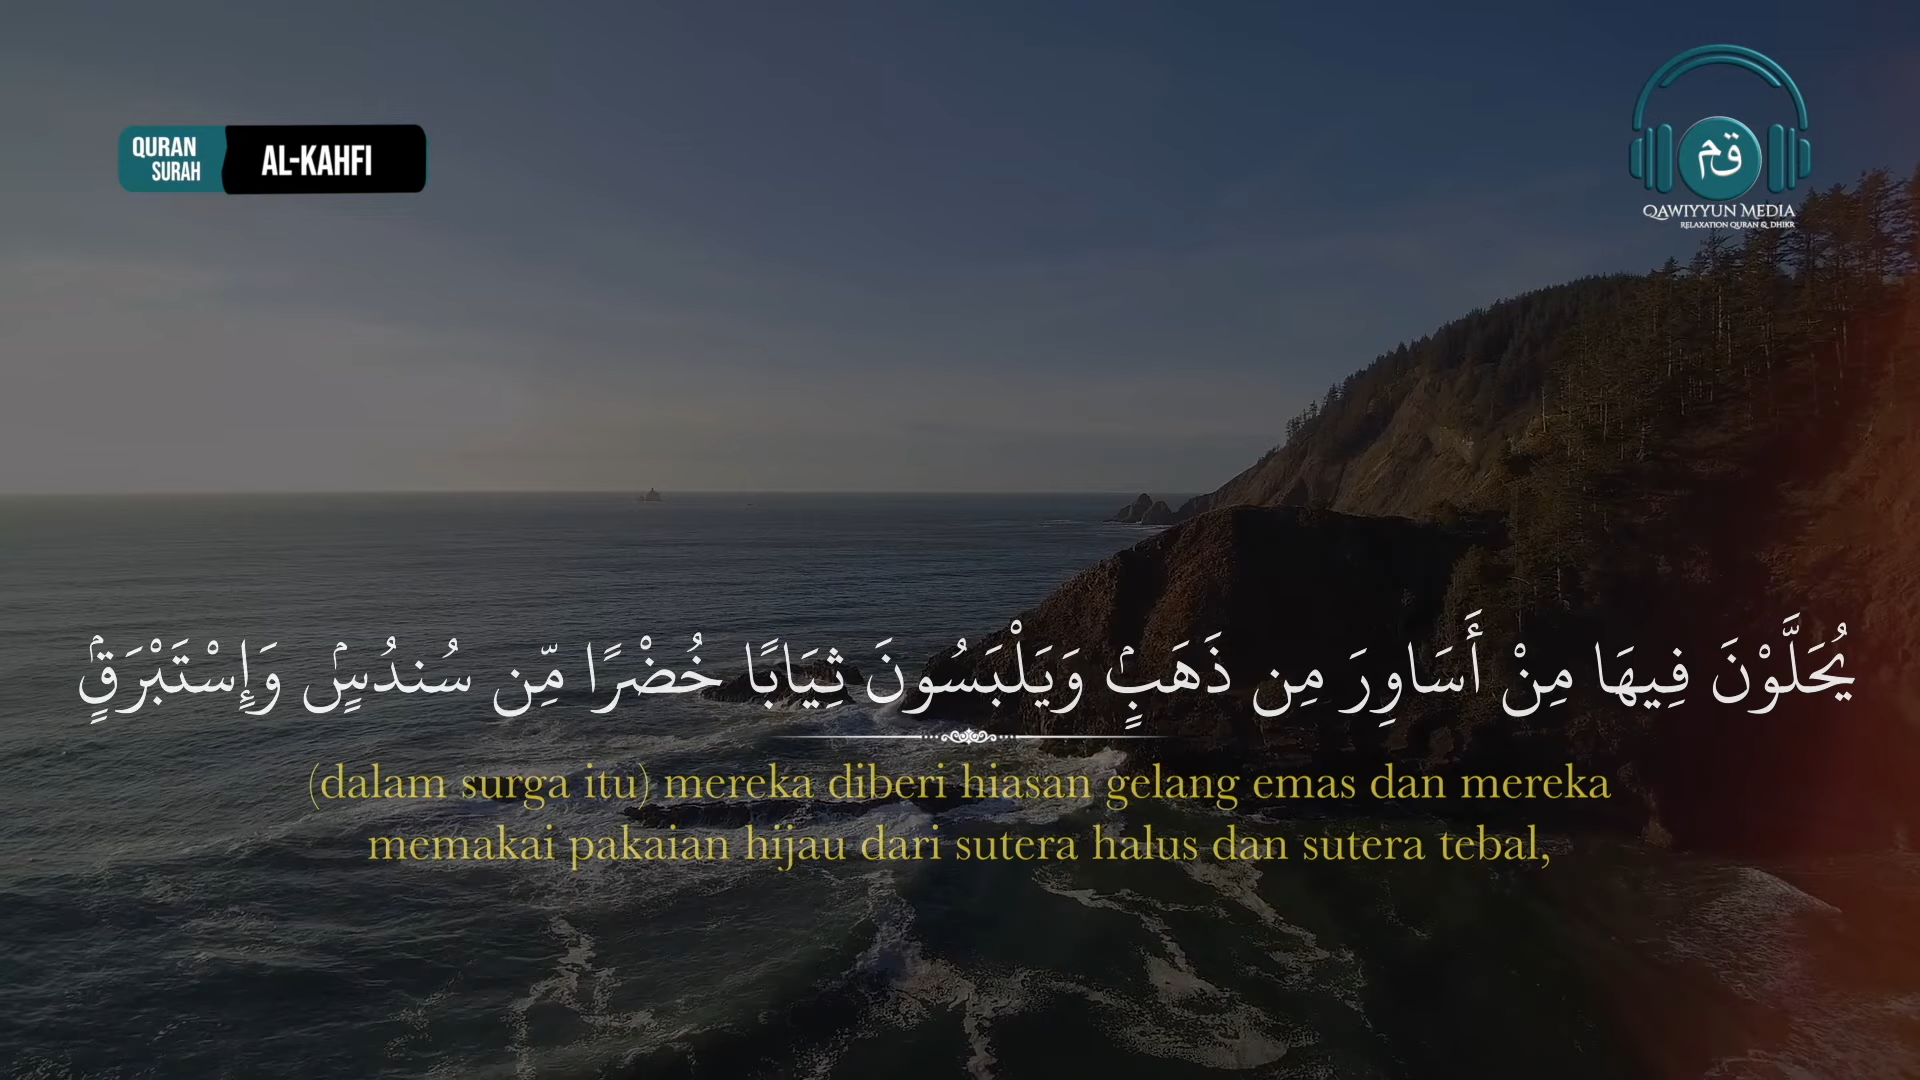 QURAN
SURAH
AL-KAHFI
قم
QAWIYYUN MEDIA
RELAXATION QURAN & DHIKR
يُحَلَّوْنَ فِيهَا مِنْ أَسَاوِرَ مِن ذَهَبٍۢ وَيَلْبَسُونَ ثِيَابًا خُضْرًا مِّن سُندُسٍۢ وَإِسْتَبْرَقٍۢ
(dalam surga itu) mereka diberi hiasan gelang emas dan mereka
memakai pakaian hijau dari sutera halus dan sutera tebal,